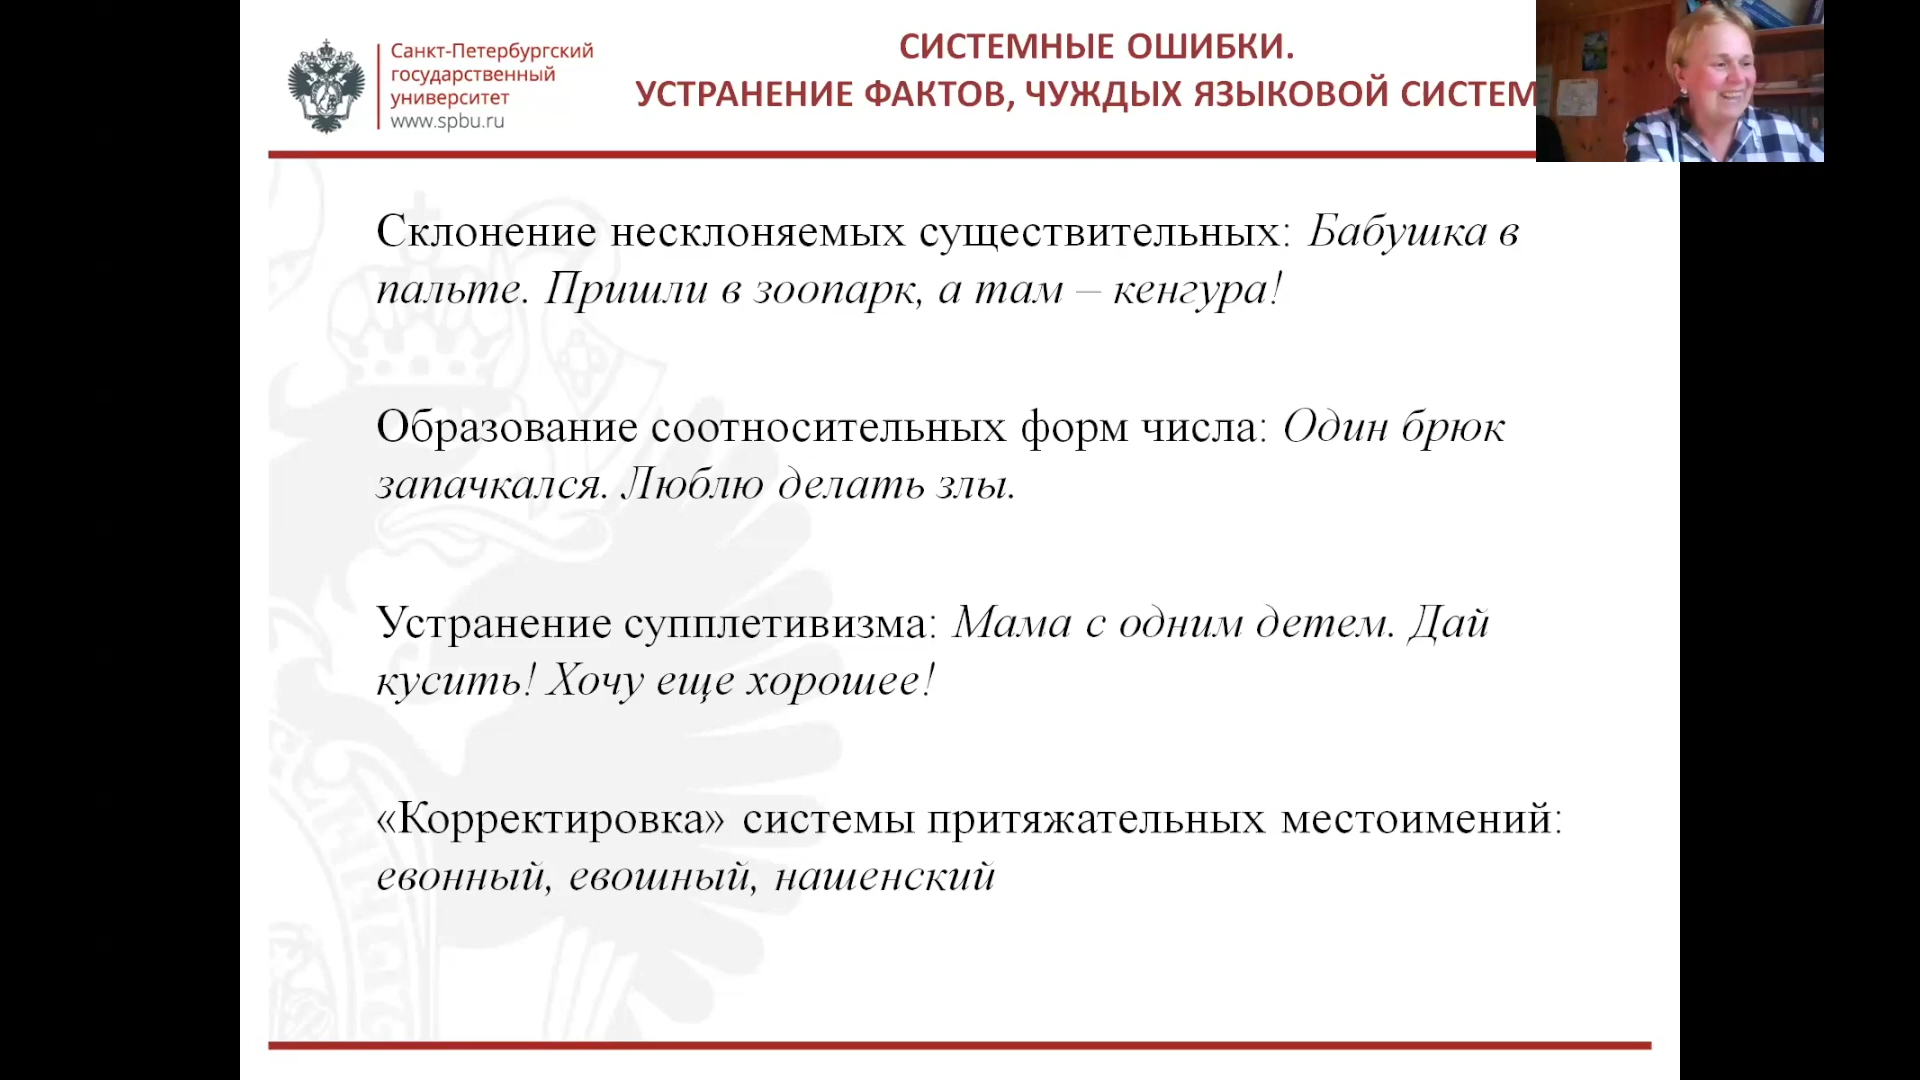 Санкт-Петербургский
государственный
университет
www.spbu.ru
СИСТЕМНЫЕ ОШИБКИ.
УСТРАНЕНИЕ ФАКТОВ, ЧУЖДЫХ ЯЗЫКОВОЙ СИСТЕМ
Склонение несклоняемых существительных: Бабушка в
пальте. Пришли в зоопарк, а там – кенгура!
Образование соотносительных форм числа: Один брюк
запачкался. Люблю делать злы.
Устранение супплетивизма: Мама с одним детем. Дай
кусить! Хочу еще хорошее!
«Корректировка» системы притяжательных местоимений:
евонный, евошный, нашенский